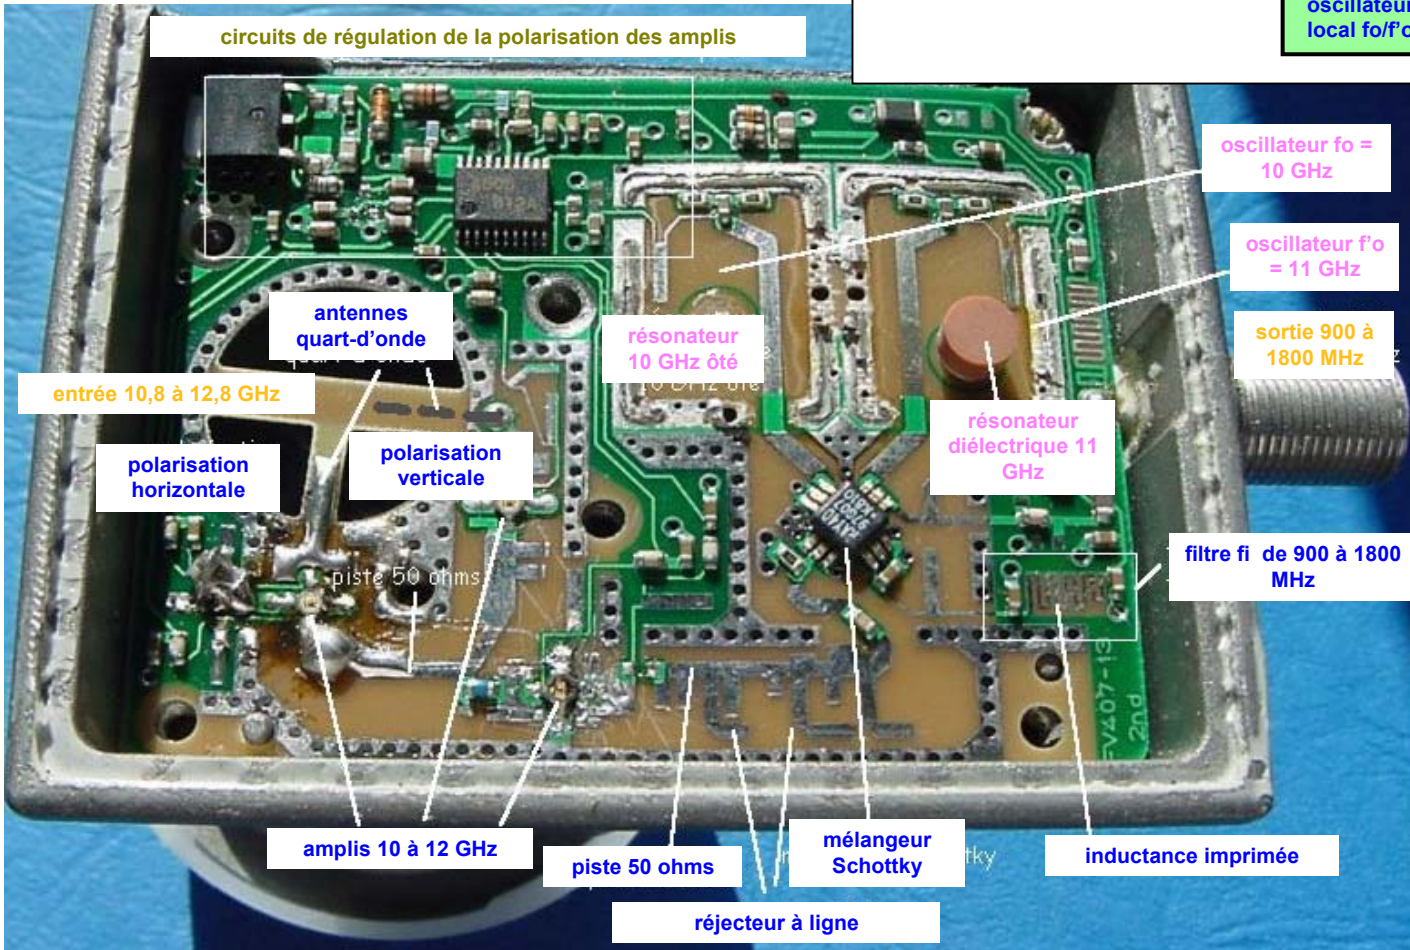 oscillateur
local fo/f'o
circuits de régulation de la polarisation des amplis
oscillateur fo =
10 GHz
oscillateur f'o
= 11 GHz
antennes
quart-d'onde
résonateur
10 GHz ôté
sortie 900 à
1800 MHz
entrée 10,8 à 12,8 GHz
résonateur
diélectrique 11
GHz
polarisation
horizontale
polarisation
verticale
filtre fi de 900 à 1800
MHz
piste 50 ohms
FV407-13
2nd
amplis 10 à 12 GHz
piste 50 ohms
mélangeur
Schottky
inductance imprimée
réjecteur à ligne